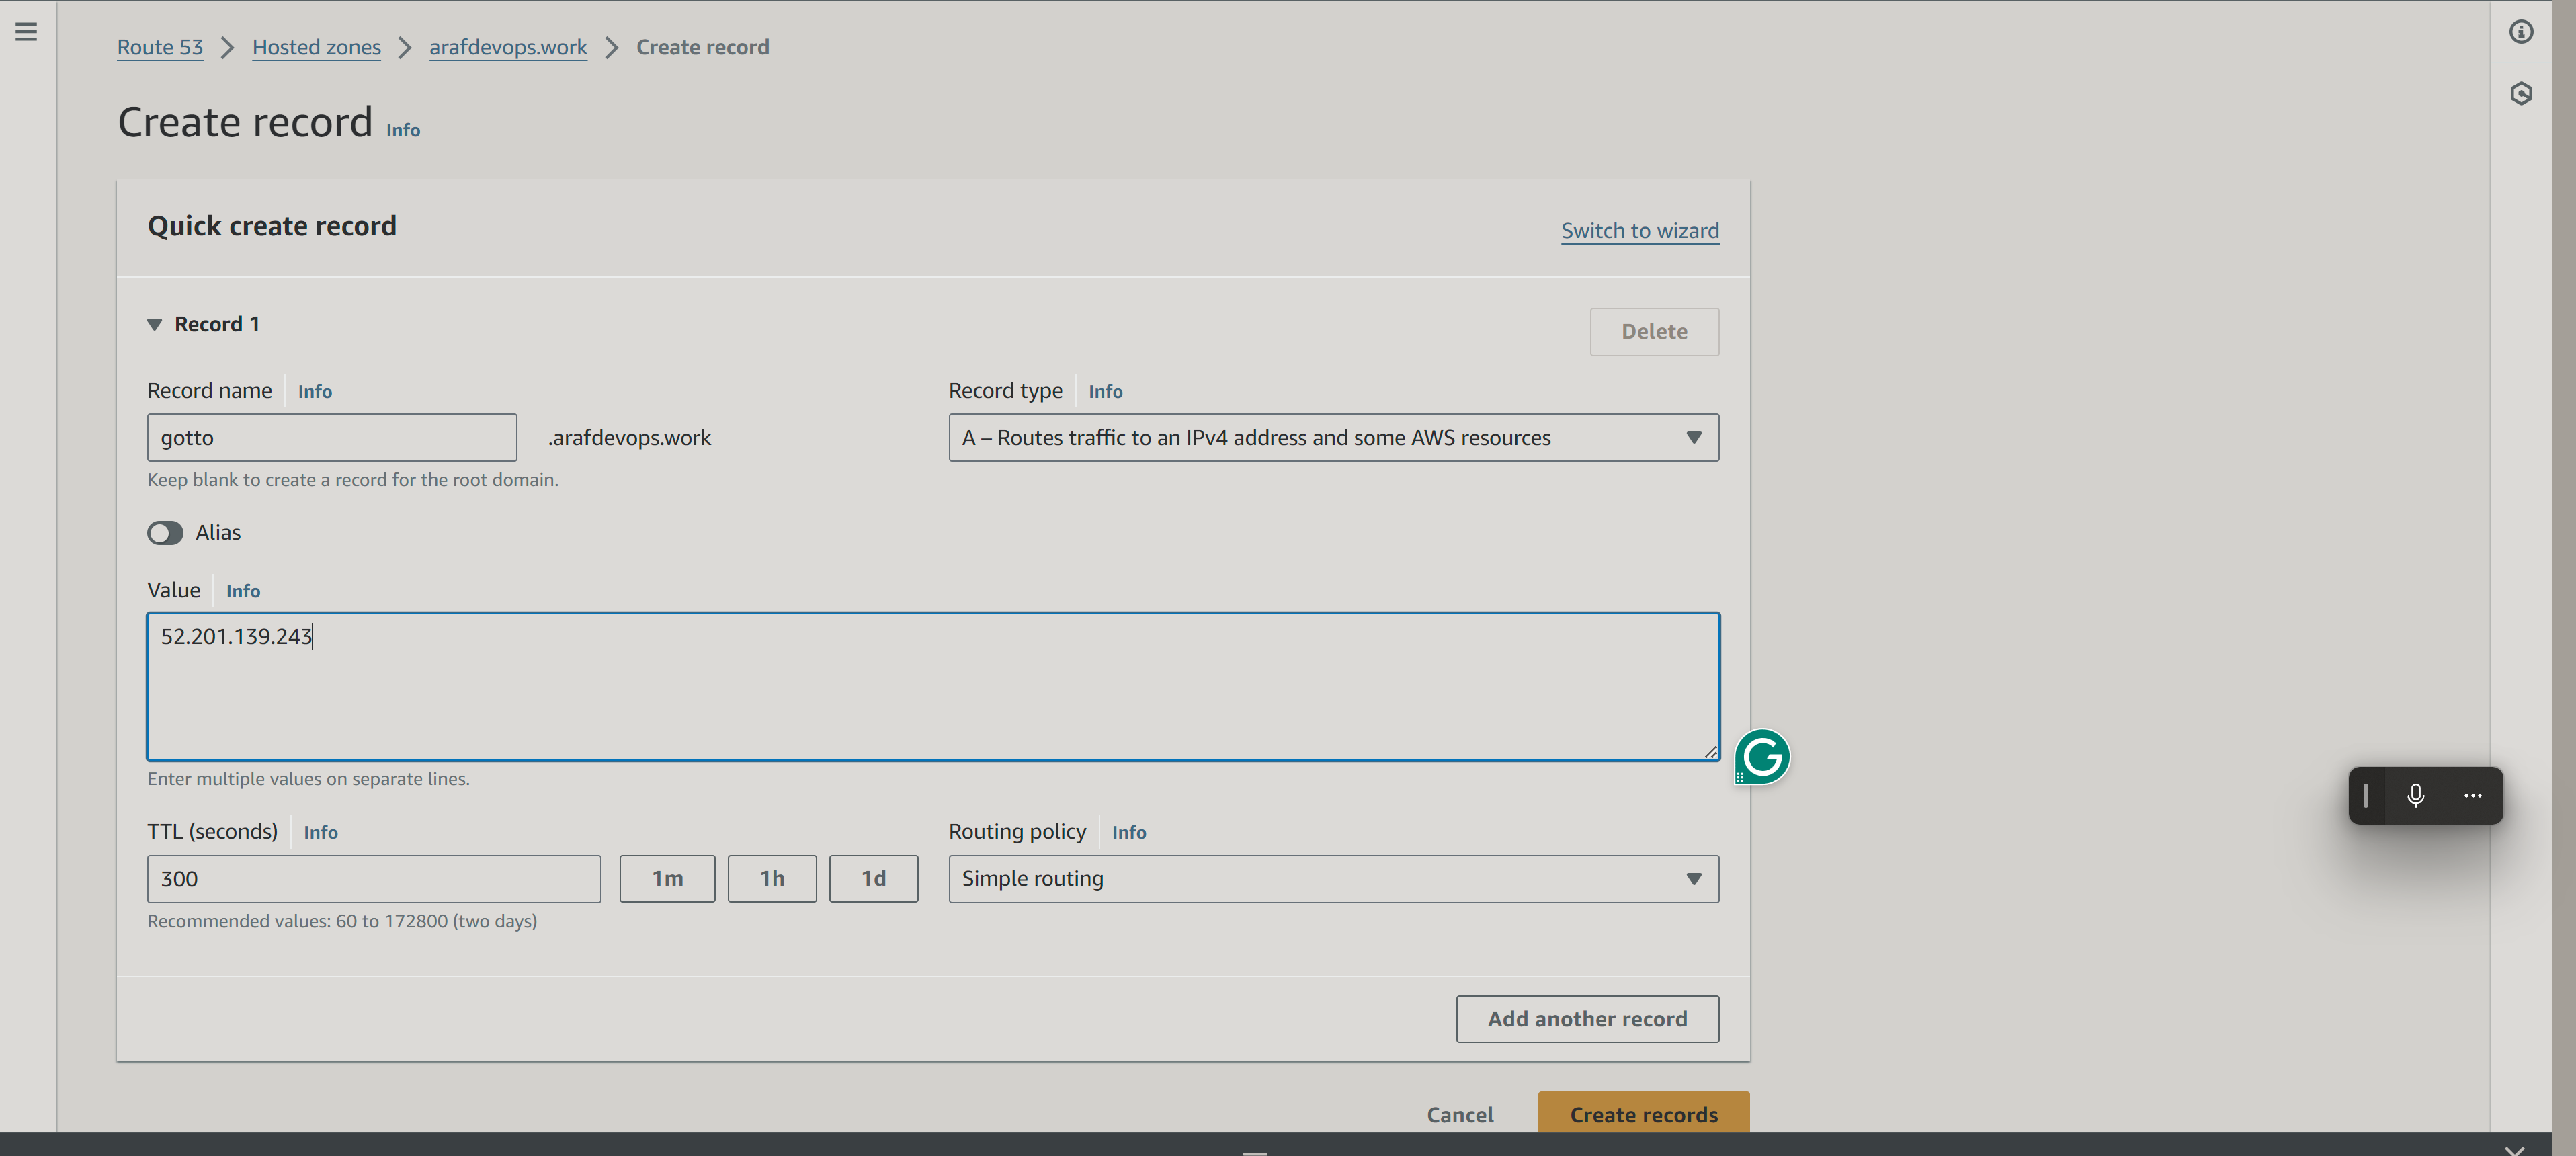 Route 53 > Hosted zones > arafdevops.work > Create record
Create record Info
Quick create record
Switch to wizard
Record 1
Delete
Record name Info
Record type Info
gotto .arafdevops.work
A – Routes traffic to an IPv4 address and some AWS resources
Keep blank to create a record for the root domain.
Alias
Value Info
52.201.139.243
Enter multiple values on separate lines.
TTL (seconds) Info
Routing policy Info
300 1m 1h 1d
Simple routing
Recommended values: 60 to 172800 (two days)
Add another record
Cancel Create records